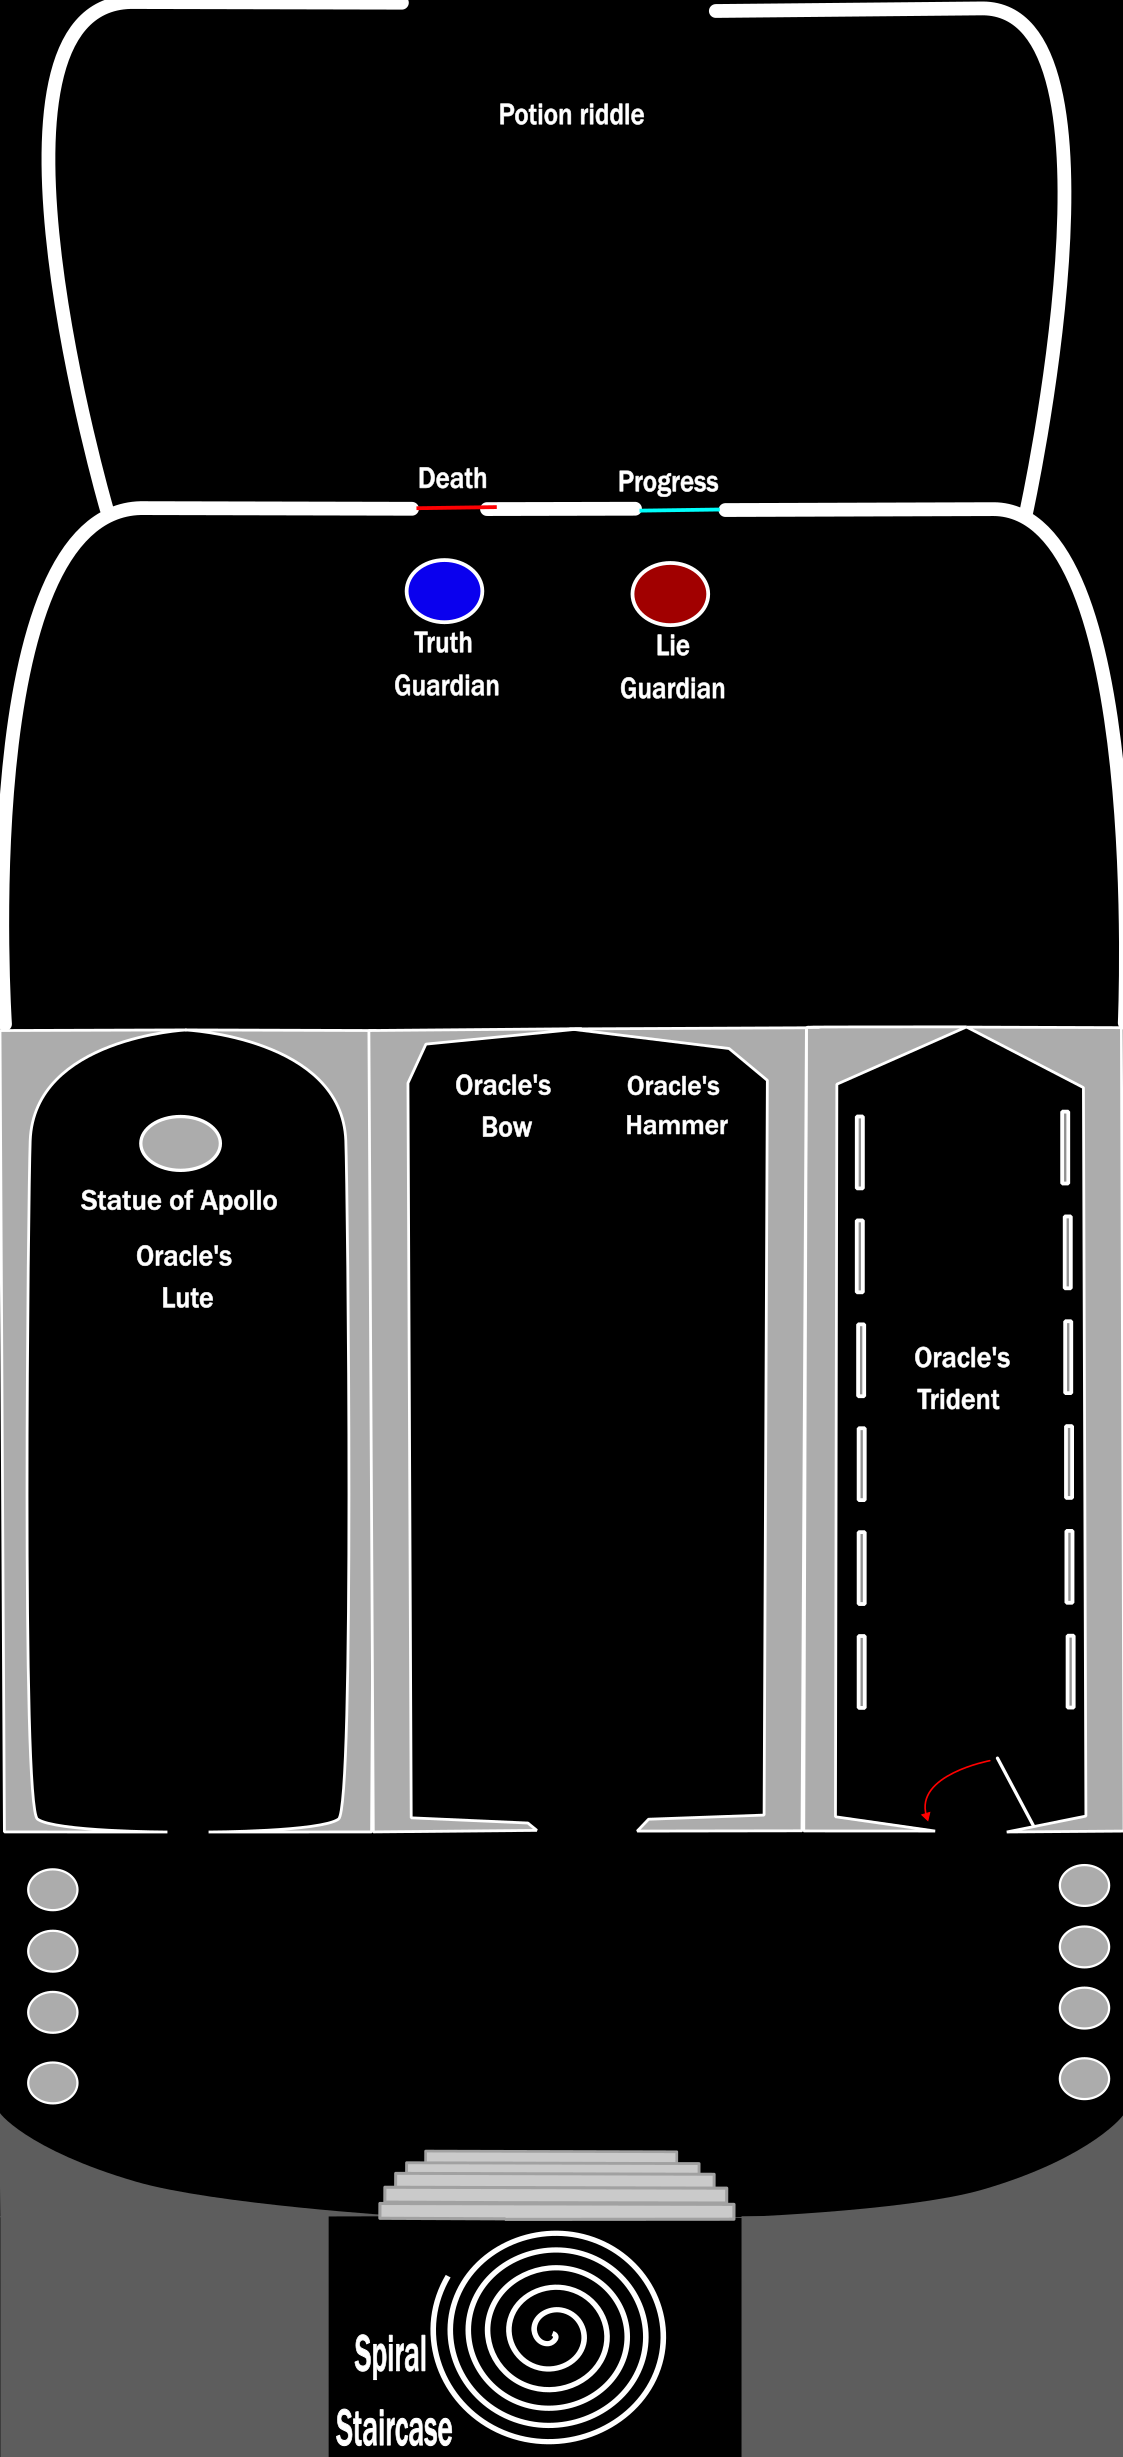 Potion riddle
Death
Progress
Truth
Guardian
Lie
Guardian
Oracle's
Bow
Oracle's
Hammer
Statue of Apollo
Oracle's
Lute
Oracle's
Trident
Spiral
Staircase